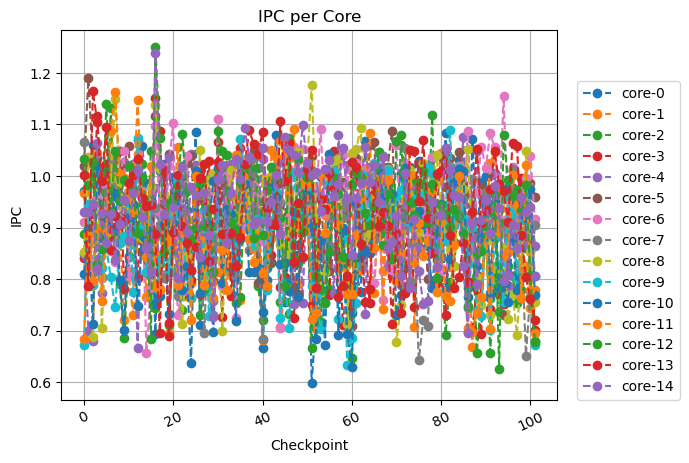 IPC per Core
IPC
1.2
1.1
1.0
0.9
0.8
0.7
0.6
0
20
40
60
80
100
Checkpoint
core-0
core-1
core-2
core-3
core-4
core-5
core-6
core-7
core-8
core-9
core-10
core-11
core-12
core-13
core-14